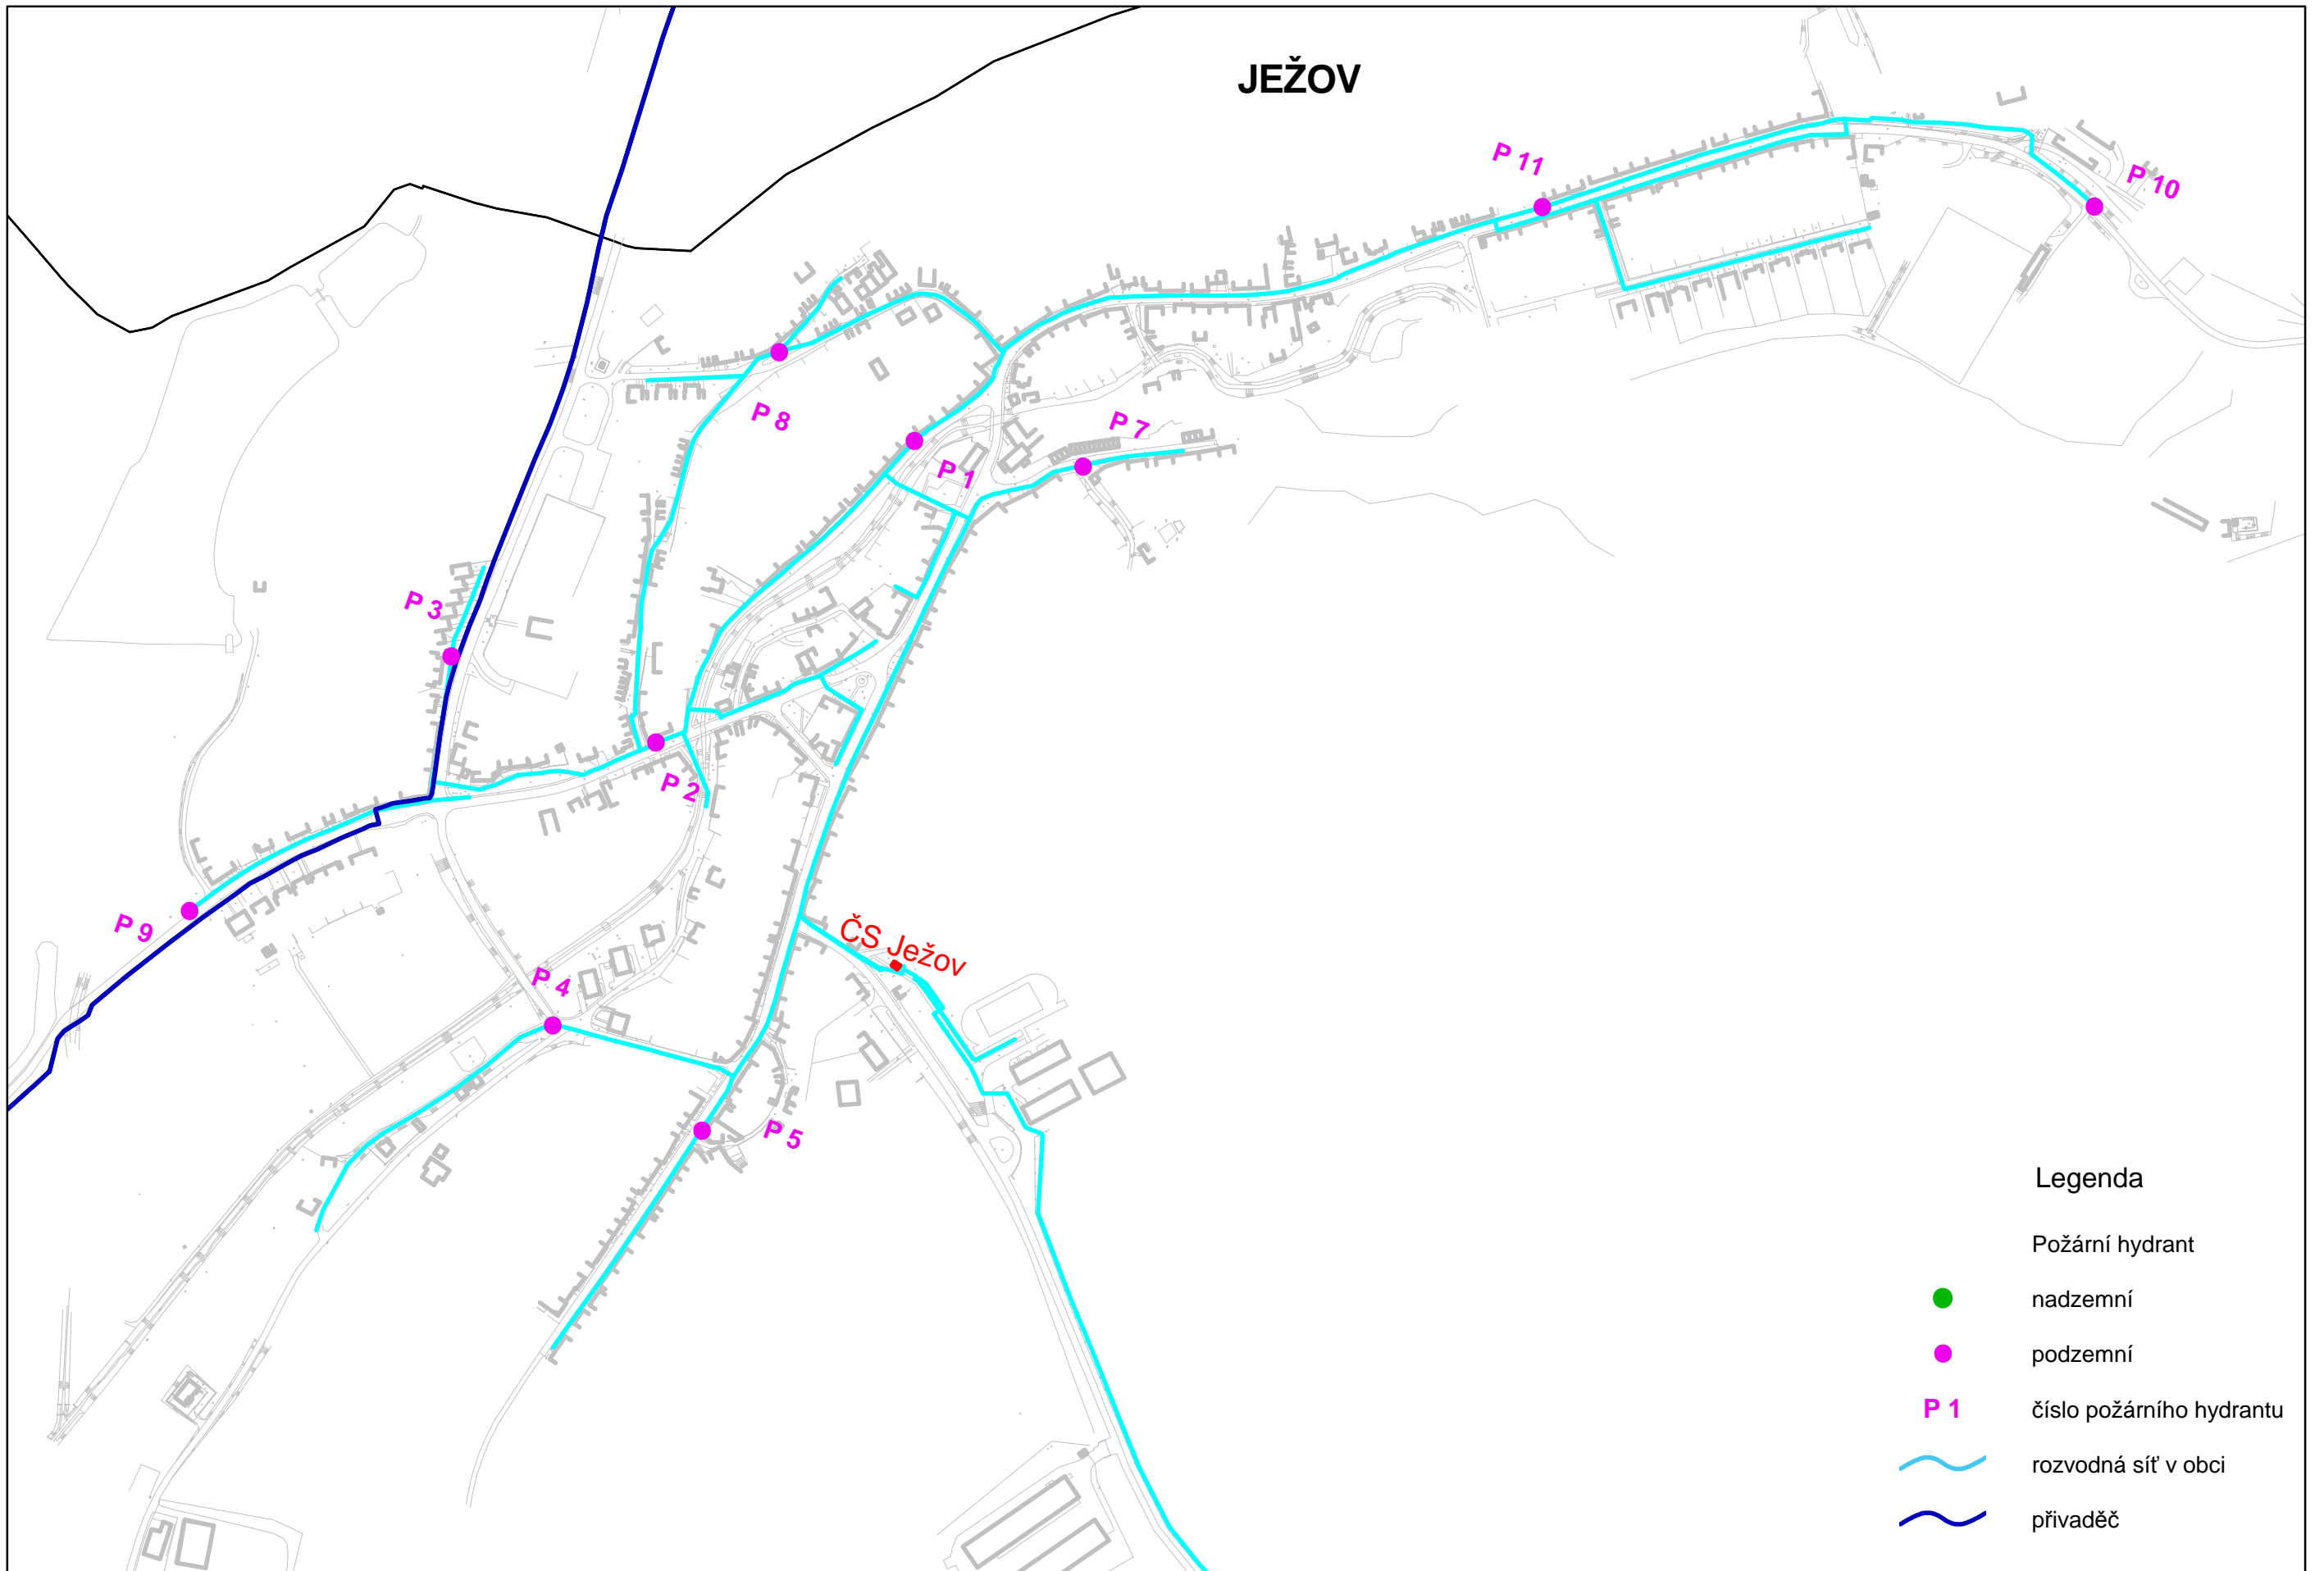 JEŽOV
P 11
P 10
P 8
P 7
P 1
P 3
P 2
P 9
ČS Ježov
P 4
P 5
Legenda
Požární hydrant
nadzemní
podzemní
P 1 číslo požárního hydrantu
rozvodná síť v obci
přivaděč